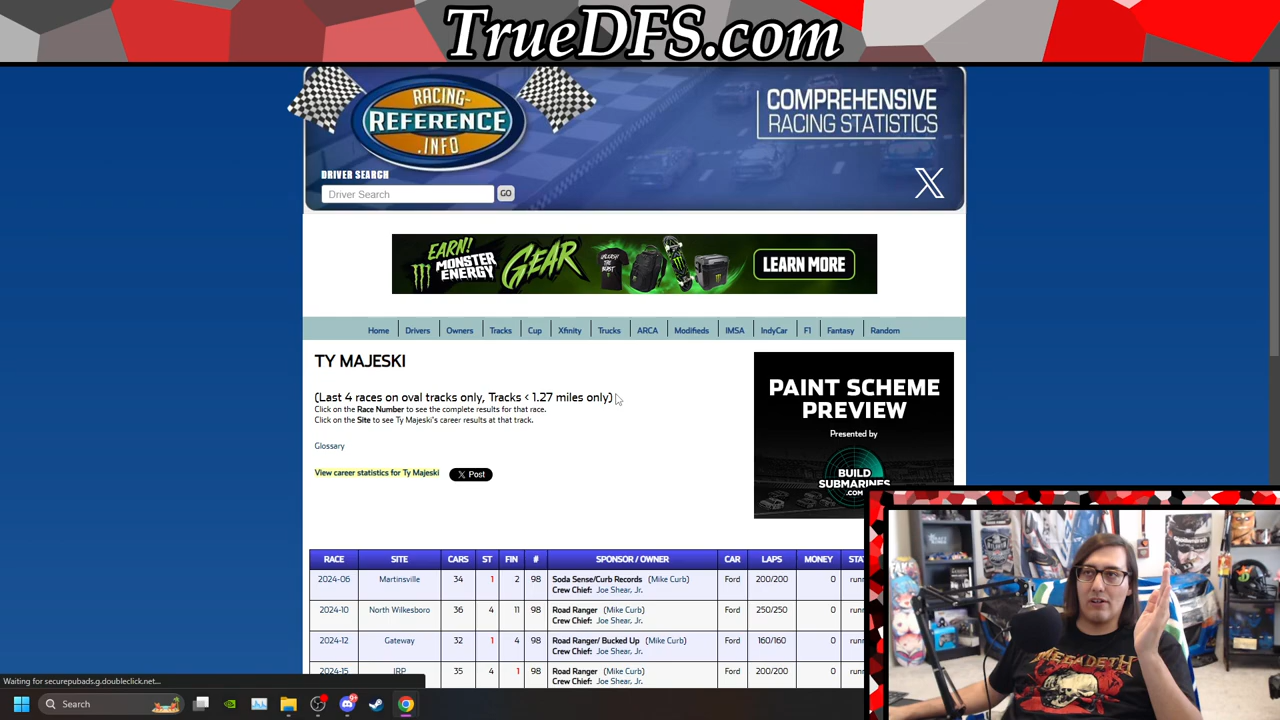 TrueDFS.com
RACING-
REFERENCE
.INFO
COMPREHENSIVE
RACING STATISTICS
DRIVER SEARCH
Driver Search GO
EARN!
MONSTER
ENERGY
GEAR
LEARN MORE
Home Drivers Owners Tracks Cup Xfinity Trucks ARCA Modifieds IMSA IndyCar F1 Fantasy Random
TY MAJESKI
(Last 4 races on oval tracks only, Tracks < 1.27 miles only)
Click on the Race Number to see the complete results for that race.
Click on the Site to see Ty Majeski's career results at that track.
Glossary
View career statistics for Ty Majeski
X Post
PAINT SCHEME
PREVIEW
Presented by
BUILD
SUBMARINES
.COM
RACE SITE CARS ST FIN # SPONSOR / OWNER CAR LAPS MONEY STA
2024-06 Martinsville 34 1 2 98 Soda Sense/Curb Records (Mike Curb) Ford 200/200 0 runn
Crew Chief: Joe Shear, Jr.
2024-10 North Wilkesboro 36 4 11 98 Road Ranger (Mike Curb) Ford 250/250 0 runn
Crew Chief: Joe Shear, Jr.
2024-12 Gateway 32 1 4 98 Road Ranger/ Bucked Up (Mike Curb) Ford 160/160 0 runn
Crew Chief: Joe Shear, Jr.
2024-15 IRP 35 4 1 98 Road Ranger (Mike Curb) Ford 200/200 0 runn
Crew Chief: Joe Shear, Jr.
Waiting for securepubads.g.doubleclick.net...
Search
MEGADETH